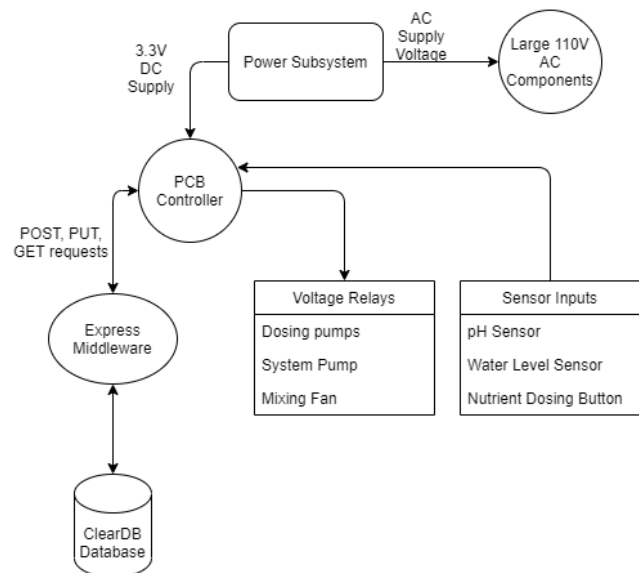 AC
Supply
Voltage
3.3V
DC
Supply
Power Subsystem
Large 110V
AC
Components
PCB
Controller
POST, PUT,
GET requests
Voltage Relays
Dosing pumps
System Pump
Mixing Fan
Sensor Inputs
pH Sensor
Water Level Sensor
Nutrient Dosing Button
Express
Middleware
ClearDB
Database